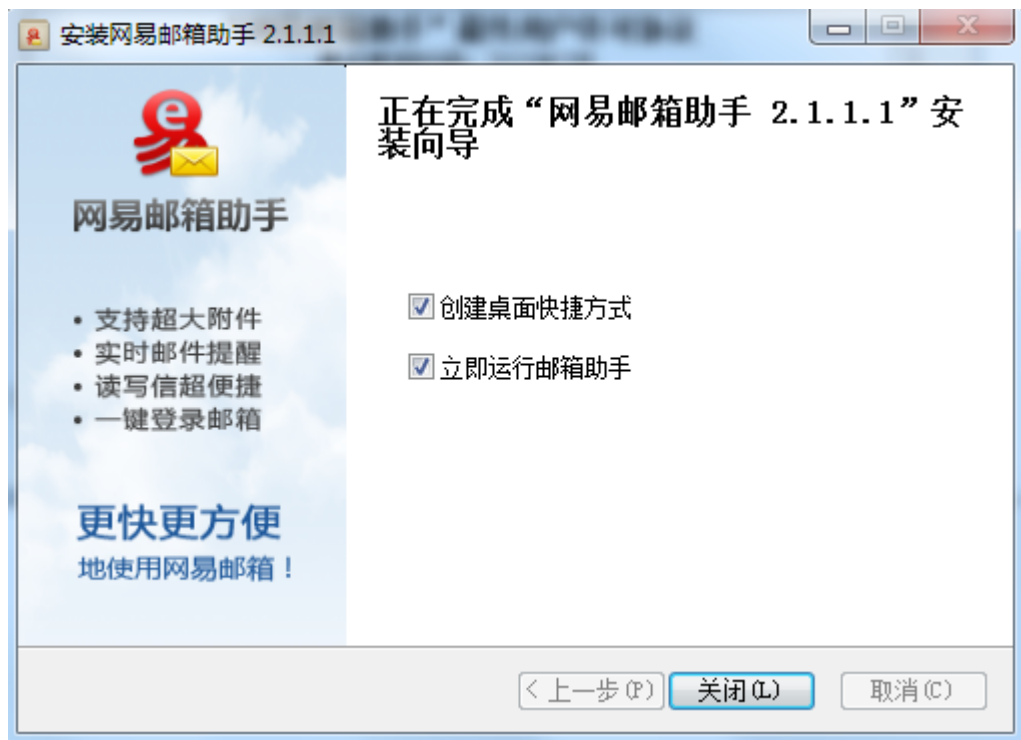 安装网易邮箱助手 2.1.1.1
网易邮箱助手
• 支持超大附件
• 实时邮件提醒
• 读写信超便捷
• 一键登录邮箱
更快更方便
地使用网易邮箱！
正在完成“网易邮箱助手 2.1.1.1”安
装向导
创建桌面快捷方式
立即运行邮箱助手
< 上一步(P)
关闭(L)
取消(C)